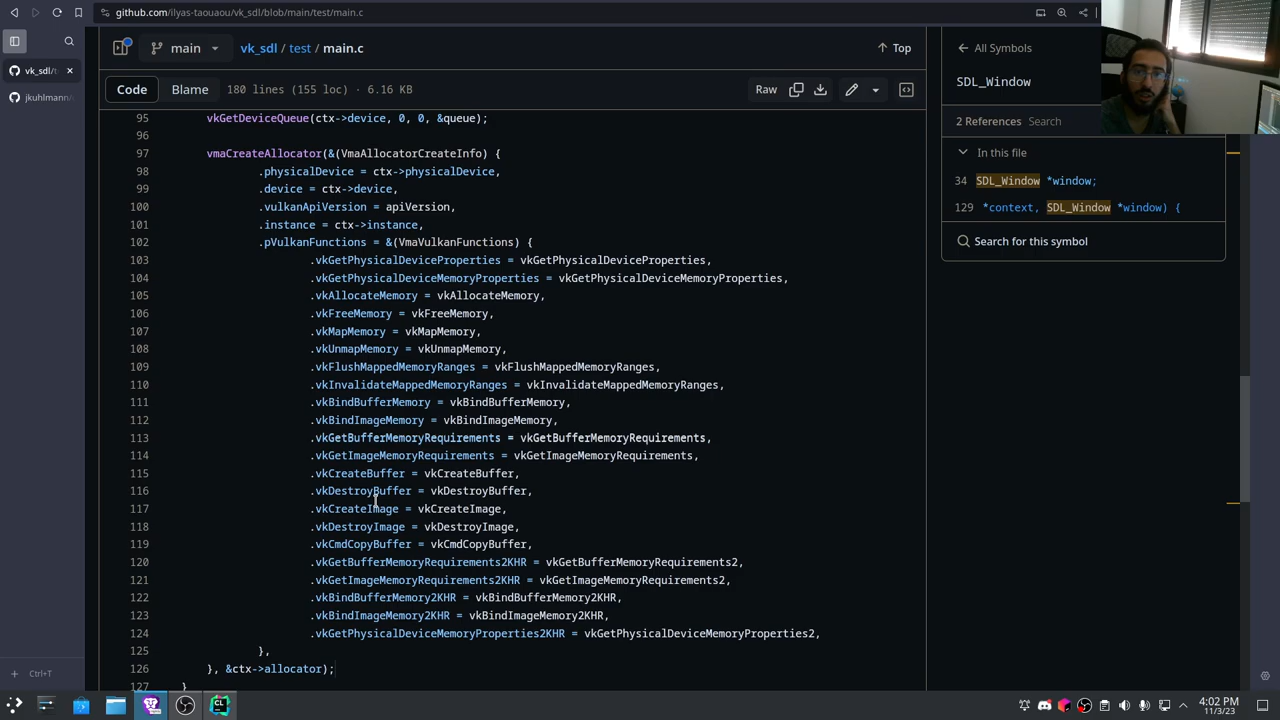 github.com/ilyas-taouaou/vk_sdl/blob/main/test/main.c
vk_sdl/t
jkuhlmann/
main
vk_sdl / test / main.c
Top
Code
Blame
180 lines (155 loc) · 6.16 KB
Raw
95 vkGetDeviceQueue(ctx->device, 0, 0, &queue);
96
97 vmaCreateAllocator(&(VmaAllocatorCreateInfo) {
98 .physicalDevice = ctx->physicalDevice,
99 .device = ctx->device,
100 .vulkanApiVersion = apiVersion,
101 .instance = ctx->instance,
102 .pVulkanFunctions = &(VmaVulkanFunctions) {
103 .vkGetPhysicalDeviceProperties = vkGetPhysicalDeviceProperties,
104 .vkGetPhysicalDeviceMemoryProperties = vkGetPhysicalDeviceMemoryProperties,
105 .vkAllocateMemory = vkAllocateMemory,
106 .vkFreeMemory = vkFreeMemory,
107 .vkMapMemory = vkMapMemory,
108 .vkUnmapMemory = vkUnmapMemory,
109 .vkFlushMappedMemoryRanges = vkFlushMappedMemoryRanges,
110 .vkInvalidateMappedMemoryRanges = vkInvalidateMappedMemoryRanges,
111 .vkBindBufferMemory = vkBindBufferMemory,
112 .vkBindImageMemory = vkBindImageMemory,
113 .vkGetBufferMemoryRequirements = vkGetBufferMemoryRequirements,
114 .vkGetImageMemoryRequirements = vkGetImageMemoryRequirements,
115 .vkCreateBuffer = vkCreateBuffer,
116 .vkDestroyBuffer = vkDestroyBuffer,
117 .vkCreateImage = vkCreateImage,
118 .vkDestroyImage = vkDestroyImage,
119 .vkCmdCopyBuffer = vkCmdCopyBuffer,
120 .vkGetBufferMemoryRequirements2KHR = vkGetBufferMemoryRequirements2,
121 .vkGetImageMemoryRequirements2KHR = vkGetImageMemoryRequirements2,
122 .vkBindBufferMemory2KHR = vkBindBufferMemory2KHR,
123 .vkBindImageMemory2KHR = vkBindImageMemory2KHR,
124 .vkGetPhysicalDeviceMemoryProperties2KHR = vkGetPhysicalDeviceMemoryProperties2,
125 },
126 }, &ctx->allocator);
127 }
All Symbols
SDL_Window
2 References Search
In this file
34 SDL_Window *window;
129 *context, SDL_Window *window) {
Search for this symbol
Ctrl+T
4:02 PM
11/3/23